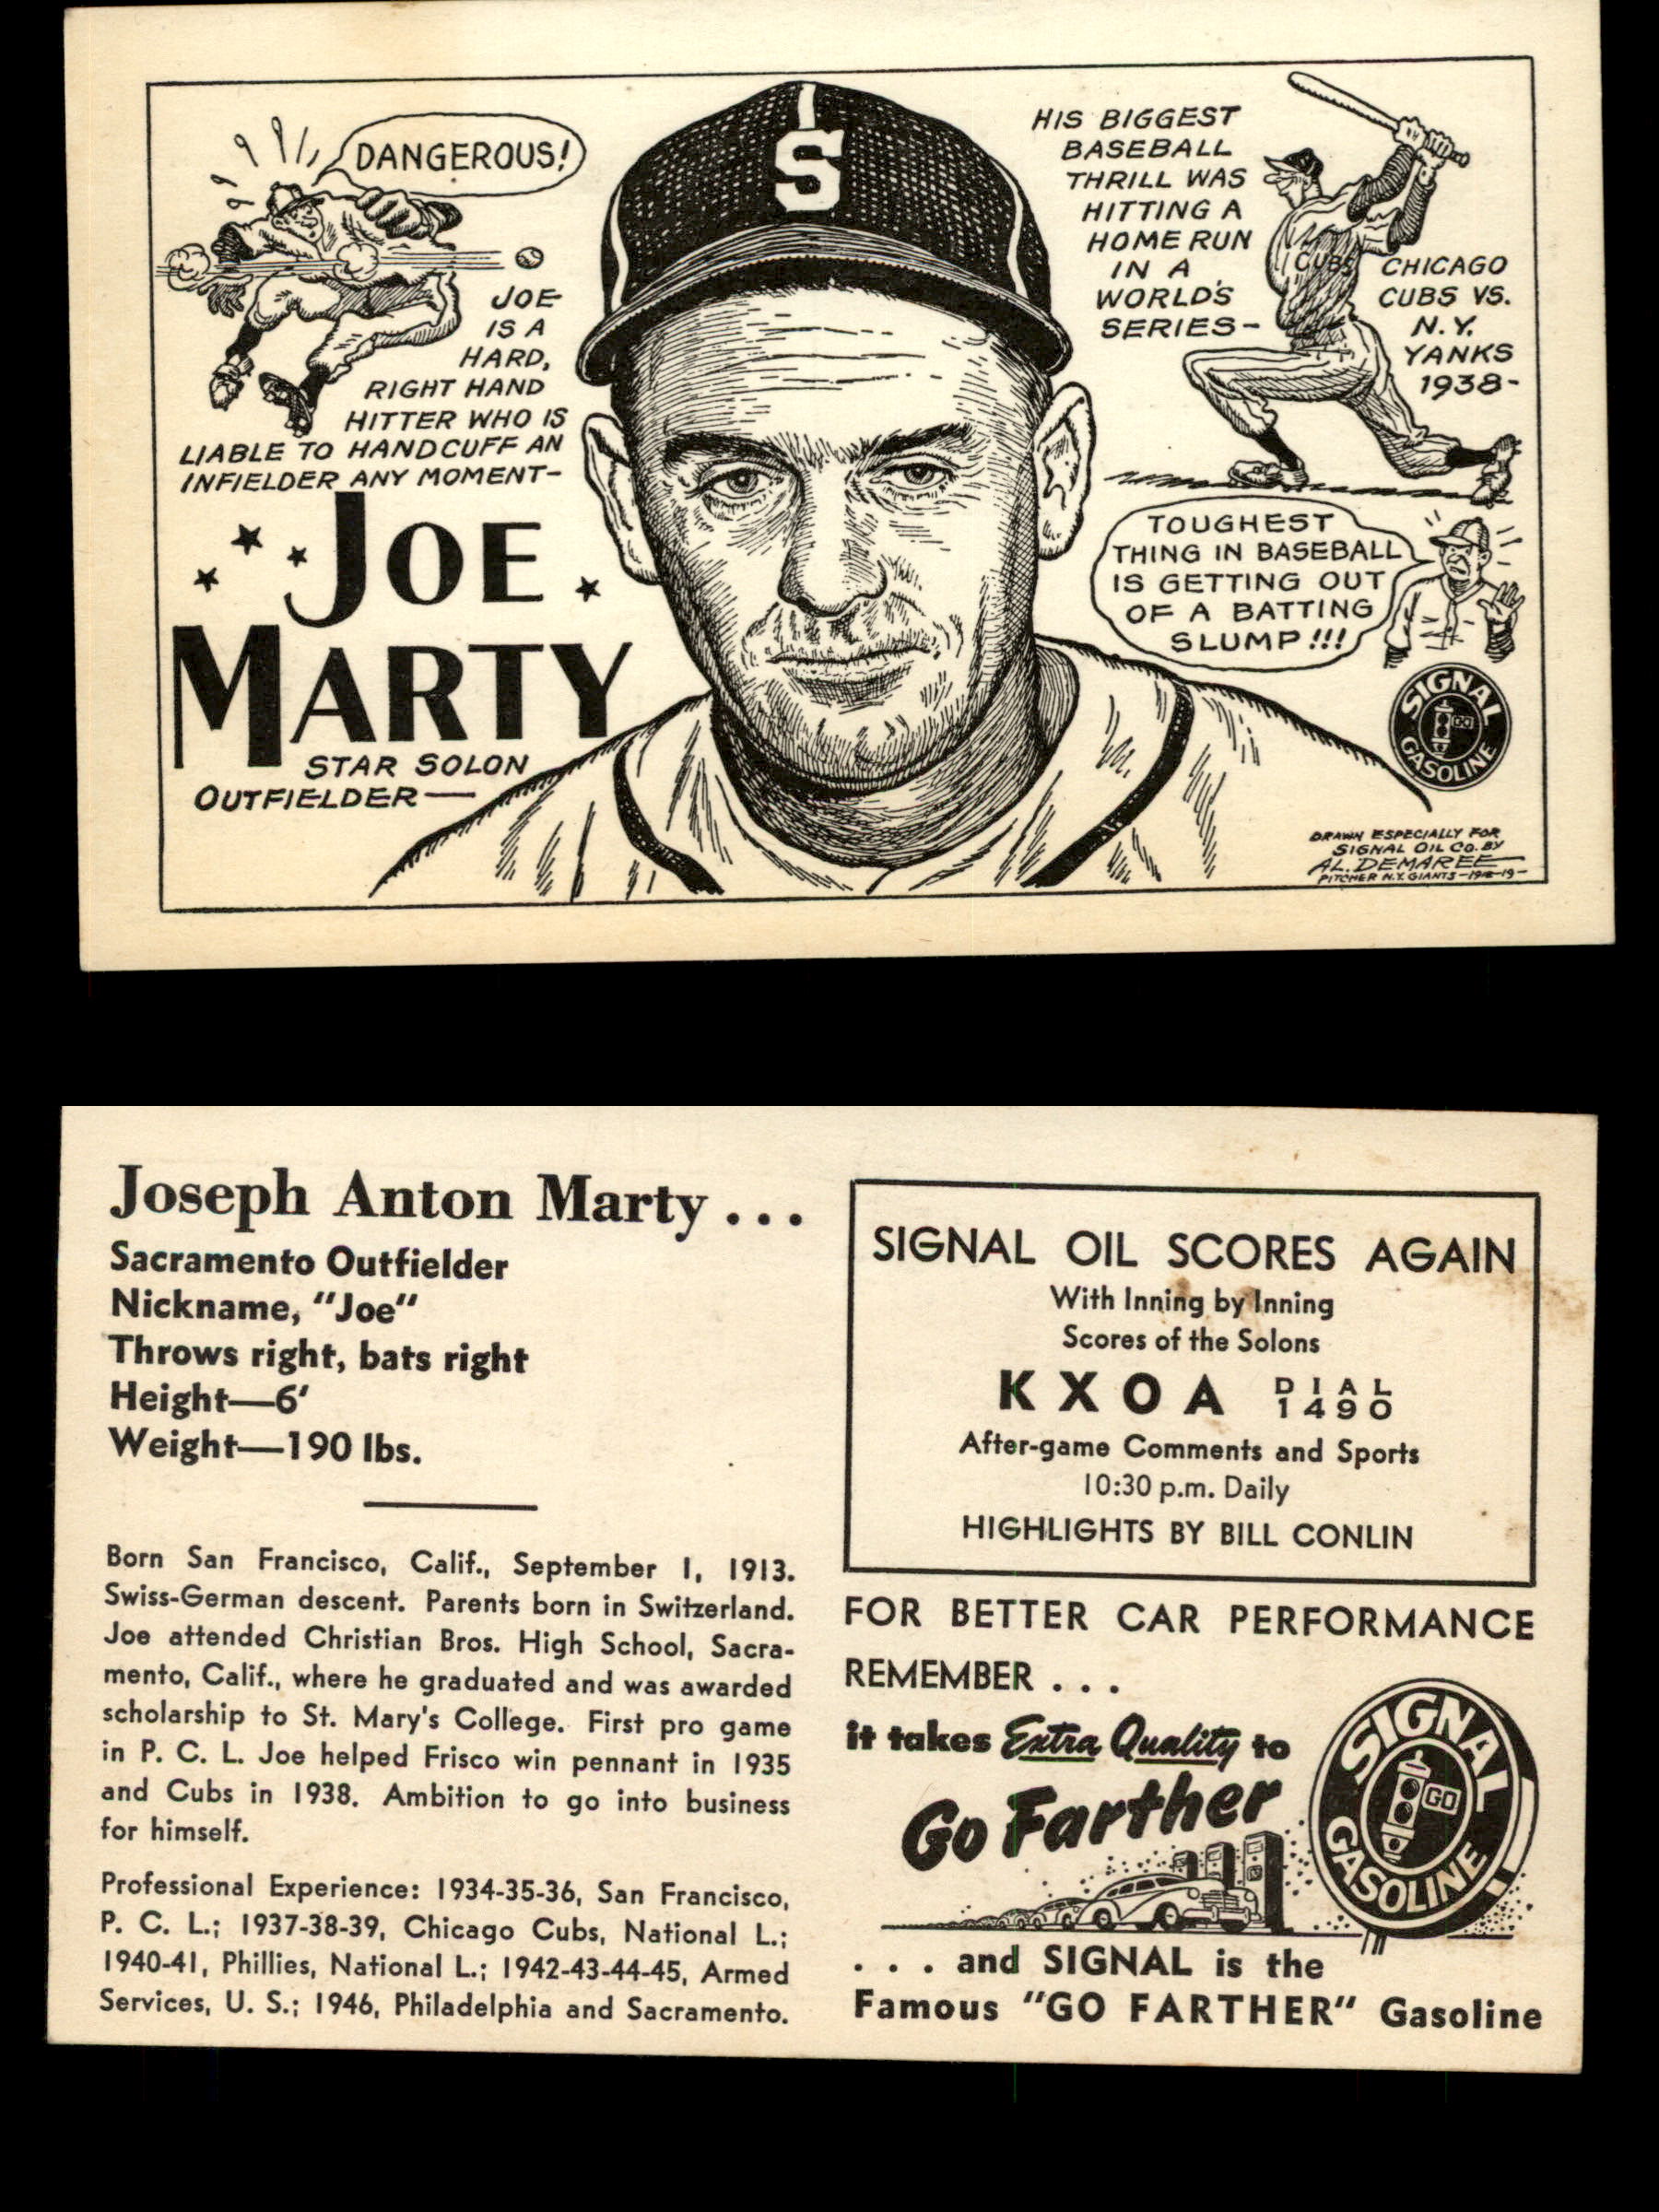 DANGEROUS!
JOE
IS A
HARD,
RIGHT HAND
HITTER WHO IS
LIABLE TO HANDCUFF AN
INFIELDER ANY MOMENT—
JOE
MARTY
STAR SOLON
OUTFIELDER—
S
HIS BIGGEST
BASEBALL
THRILL WAS
HITTING A
HOME RUN
IN A
WORLD'S
SERIES-
CUBS
CHICAGO
CUBS VS.
N.Y.
YANKS
1938-
TOUGHEST
THING IN BASEBALL
IS GETTING OUT
OF A BATTING
SLUMP!!!
SIGNAL
GO
GASOLINE
DRAWN ESPECIALLY FOR
SIGNAL OIL CO. BY
AL. DEMAREE
PITCHER N.Y. GIANTS
Joseph Anton Marty...
Sacramento Outfielder
Nickname, "Joe"
Throws right, bats right
Height—6'
Weight—190 lbs.
Born San Francisco, Calif., September 1, 1913.
Swiss-German descent. Parents born in Switzerland.
Joe attended Christian Bros. High School, Sacra-
mento, Calif., where he graduated and was awarded
scholarship to St. Mary's College. First pro game
in P. C. L. Joe helped Frisco win pennant in 1935
and Cubs in 1938. Ambition to go into business
for himself.
Professional Experience: 1934-35-36, San Francisco,
P. C. L.; 1937-38-39, Chicago Cubs, National L.;
1940-41, Phillies, National L.; 1942-43-44-45, Armed
Services, U. S.; 1946, Philadelphia and Sacramento.
SIGNAL OIL SCORES AGAIN
With Inning by Inning
Scores of the Solons
KXOA DIAL
1490
After-game Comments and Sports
10:30 p.m. Daily
HIGHLIGHTS BY BILL CONLIN
FOR BETTER CAR PERFORMANCE
REMEMBER . . .
it takes Extra Quality to
Go Farther
SIGNAL
GO
GASOLINE
. . . and SIGNAL is the
Famous "GO FARTHER" Gasoline